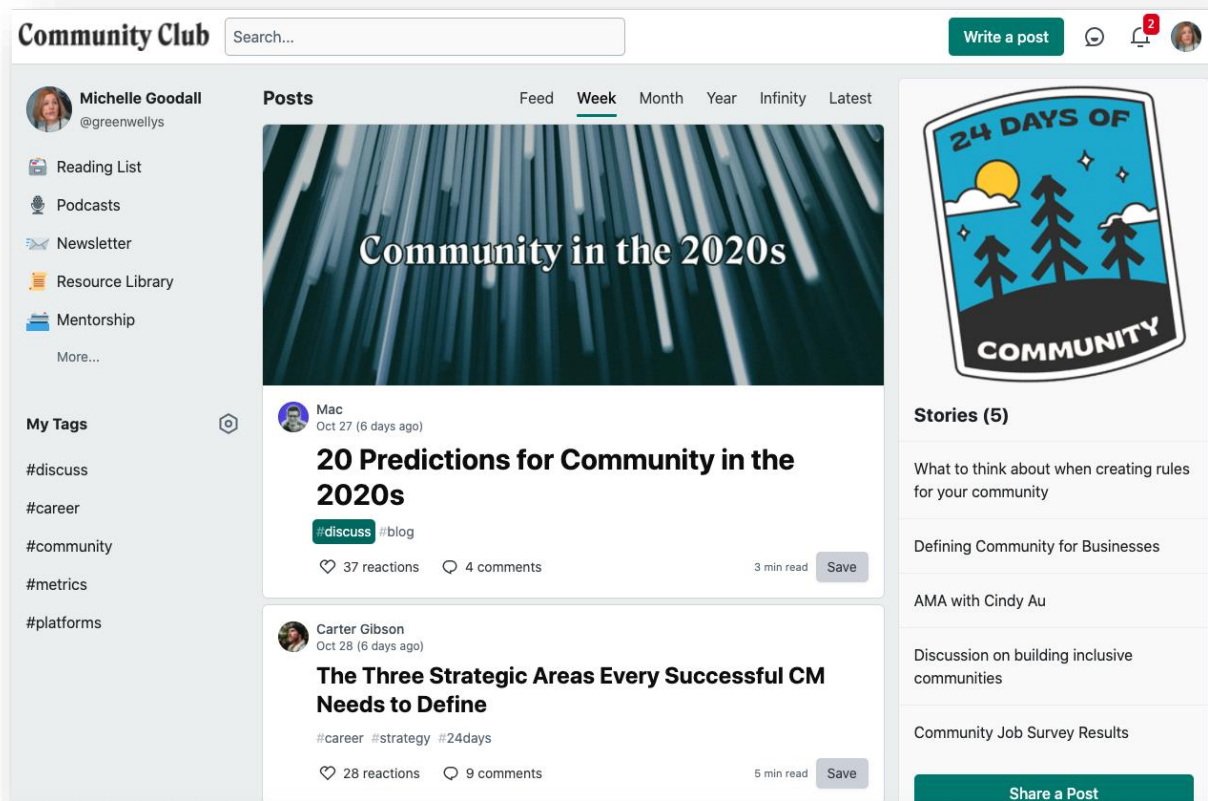 Community Club
Search...
Write a post
2
Michelle Goodall
@greenwellys
Reading List
Podcasts
Newsletter
Resource Library
Mentorship
More...
My Tags
#discuss
#career
#community
#metrics
#platforms
Posts
Feed Week Month Year Infinity Latest
Community in the 2020s
Mac
Oct 27 (6 days ago)
20 Predictions for Community in the
2020s
#discuss #blog
37 reactions 4 comments 3 min read Save
Carter Gibson
Oct 28 (6 days ago)
The Three Strategic Areas Every Successful CM
Needs to Define
#career #strategy #24days
28 reactions 9 comments 5 min read Save
24 DAYS OF
COMMUNITY
Stories (5)
What to think about when creating rules
for your community
Defining Community for Businesses
AMA with Cindy Au
Discussion on building inclusive
communities
Community Job Survey Results
Share a Post